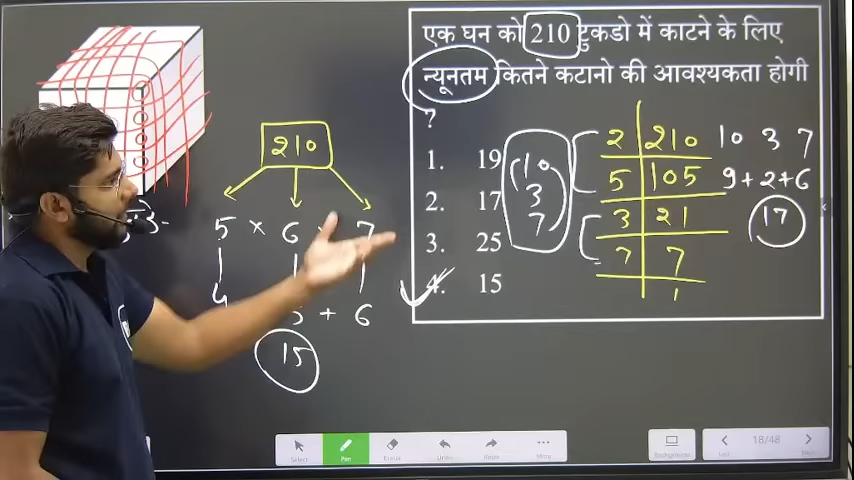 एक घन को 210 टुकडो में काटने के लिए
न्यूनतम कितने कटानो की आवश्यकता होगी
?
1. 19
2. 17
3. 25
4. 15
10
3
7
2 210
5 105
3 21
7 7
1
10 3 7
9+2+6
17
210
5 × 6 7
4 5 + 6
15
Select Pen Eraser Undo Redo More
Background
18/48